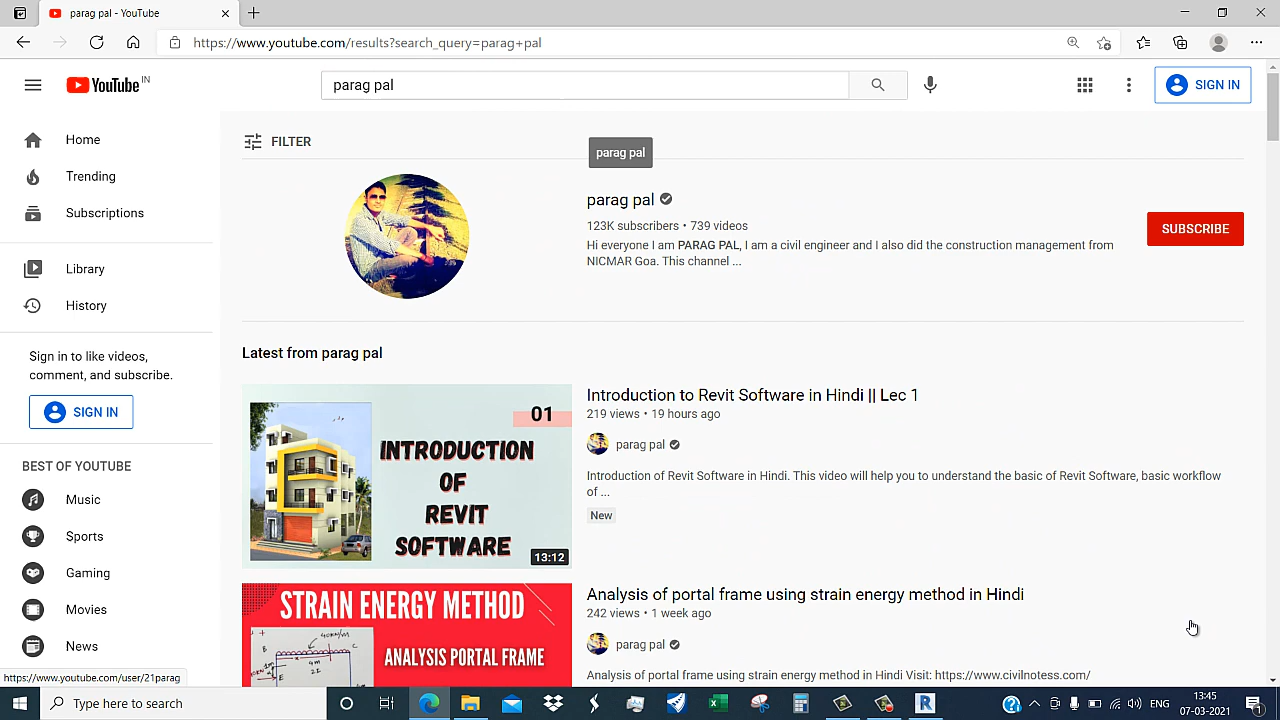 parag pal - YouTube
https://www.youtube.com/results?search_query=parag+pal
YouTube IN
parag pal
SIGN IN
Home
Trending
Subscriptions
Library
History
Sign in to like videos,
comment, and subscribe.
SIGN IN
BEST OF YOUTUBE
Music
Sports
Gaming
Movies
News
https://www.youtube.com/user/21parag
FILTER
parag pal
parag pal
123K subscribers • 739 videos
Hi everyone I am PARAG PAL, I am a civil engineer and I also did the construction management from
NICMAR Goa. This channel ...
SUBSCRIBE
Latest from parag pal
01
INTRODUCTION
OF
REVIT
SOFTWARE
13:12
Introduction to Revit Software in Hindi || Lec 1
219 views • 19 hours ago
parag pal
Introduction of Revit Software in Hindi. This video will help you to understand the basic of Revit Software, basic workflow
of ...
New
STRAIN ENERGY METHOD
40KN/m
B
C
4m
2I
ANALYSIS PORTAL FRAME
Analysis of portal frame using strain energy method in Hindi
242 views • 1 week ago
parag pal
Analysis of portal frame using strain energy method in Hindi Visit: https://www.civilnotess.com/
Type here to search
13:45
07-03-2021